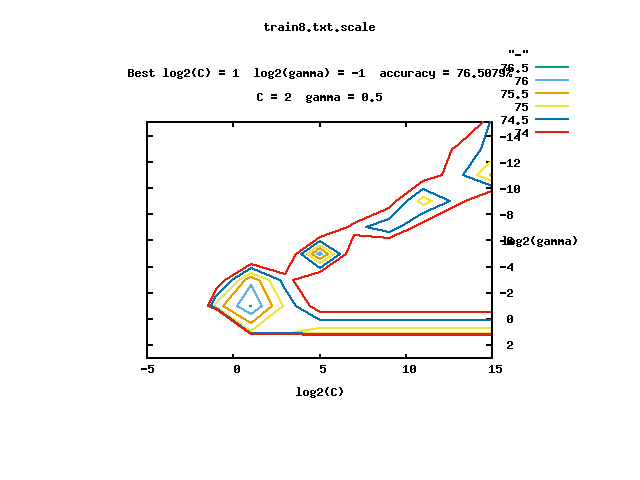 train8.txt.scale
"-"
76.5
Best log2(C) = 1 log2(gamma) = -1 accuracy = 76.5079%
76
75.5
C = 2 gamma = 0.5
75
74.5
74
-14
-12
-10
-8
-6
log2(gamma)
-4
-2
0
2
-5 0 5 10 15
log2(C)